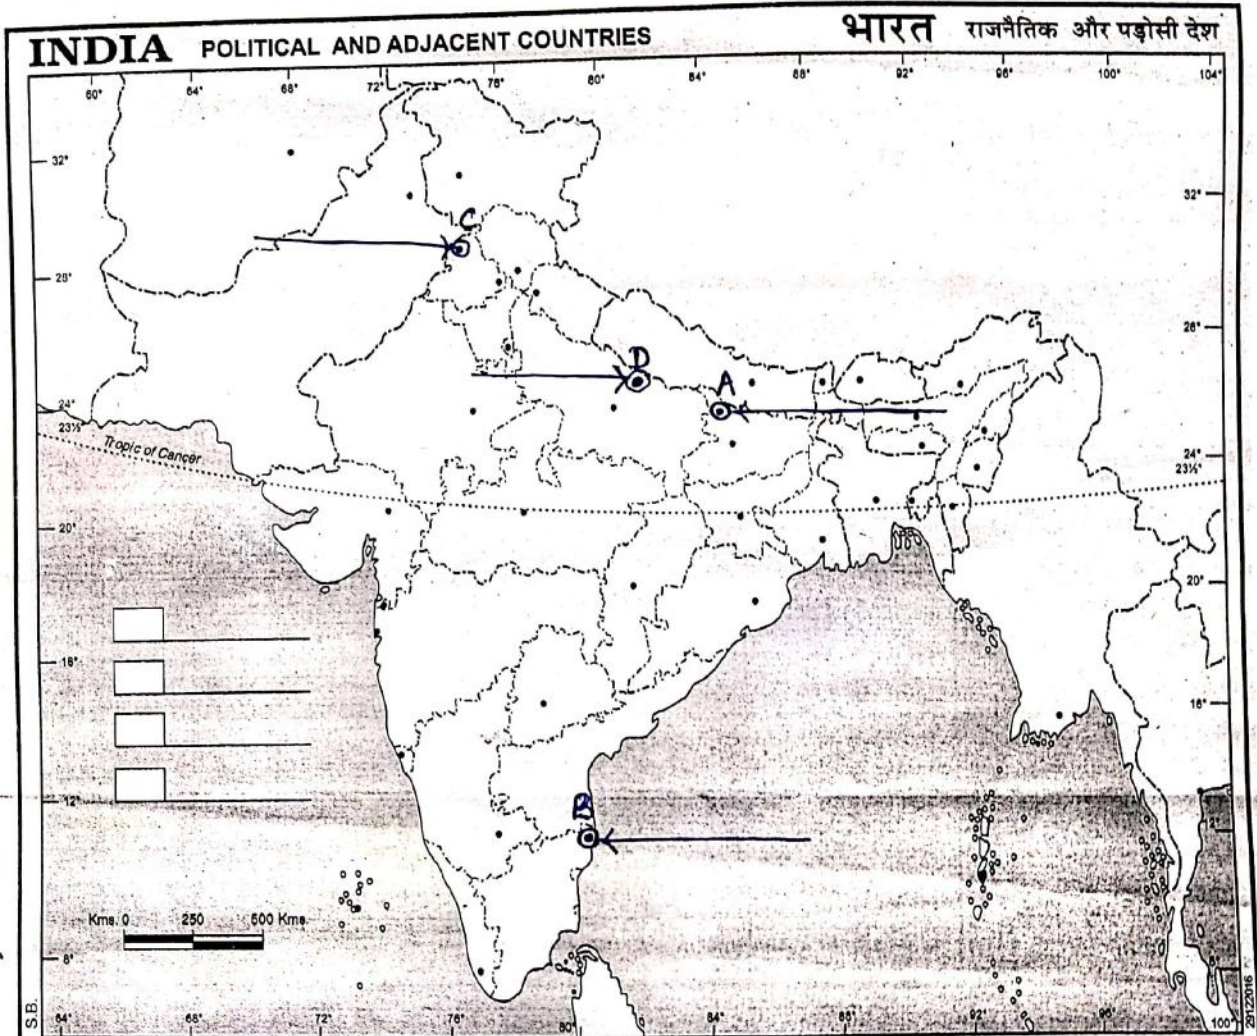 INDIA POLITICAL AND ADJACENT COUNTRIES भारत राजनैतिक और पड़ोसी देश
60° 64° 68° 72° 76° 80° 84° 88° 92° 96° 100° 104°
32° 32°
C
28°
28°
D
A
24°
23½°
Tropic of Cancer
24°
23½°
20°
20°
16°
16°
B
12°
12°
Kms. 0 250 500 Kms.
8°
S.B.
64° 68° 72° 76° 80° 84° 88° 92° 96° 100°